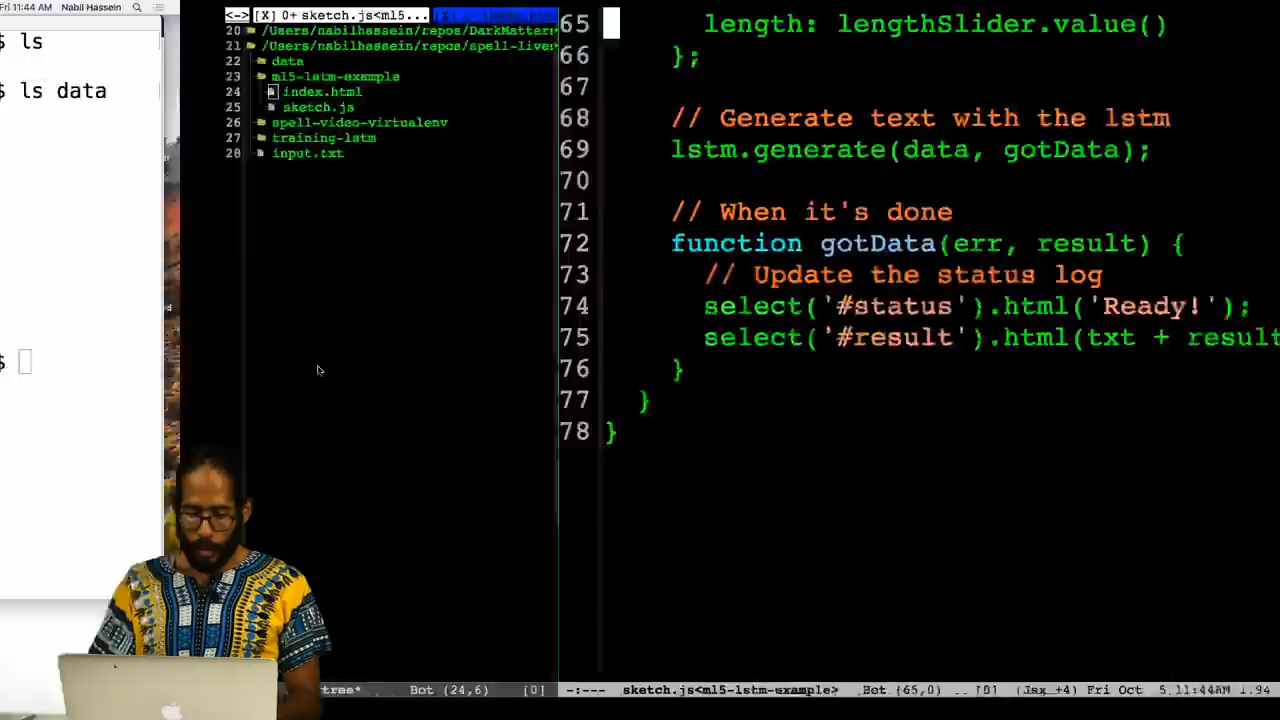 Fri 11:44 AM Nabil Hassein
$ ls
$ ls data
$
<-> [X] 0+ sketch.js<ml5...
20 /Users/nabilhassein/repos/DarkMatters
21 /Users/nabilhassein/repos/spell-lives
22 data
23 ml5-lstm-example
24 index.html
25 sketch.js
26 spell-video-virtualenv
27 training-lstm
28 input.txt
65 length: lengthSlider.value()
66 };
67
68 // Generate text with the lstm
69 lstm.generate(data, gotData);
70
71 // When it's done
72 function gotData(err, result) {
73 // Update the status log
74 select('#status').html('Ready!');
75 select('#result').html(txt + result
76 }
77 }
78 }
tree* Bot (24,6) [D]
-:--- sketch.js<ml5-lstm-example> Bot (65,0) .. [D] (Jsx +4) Fri Oct 5 11:44AM 1.94